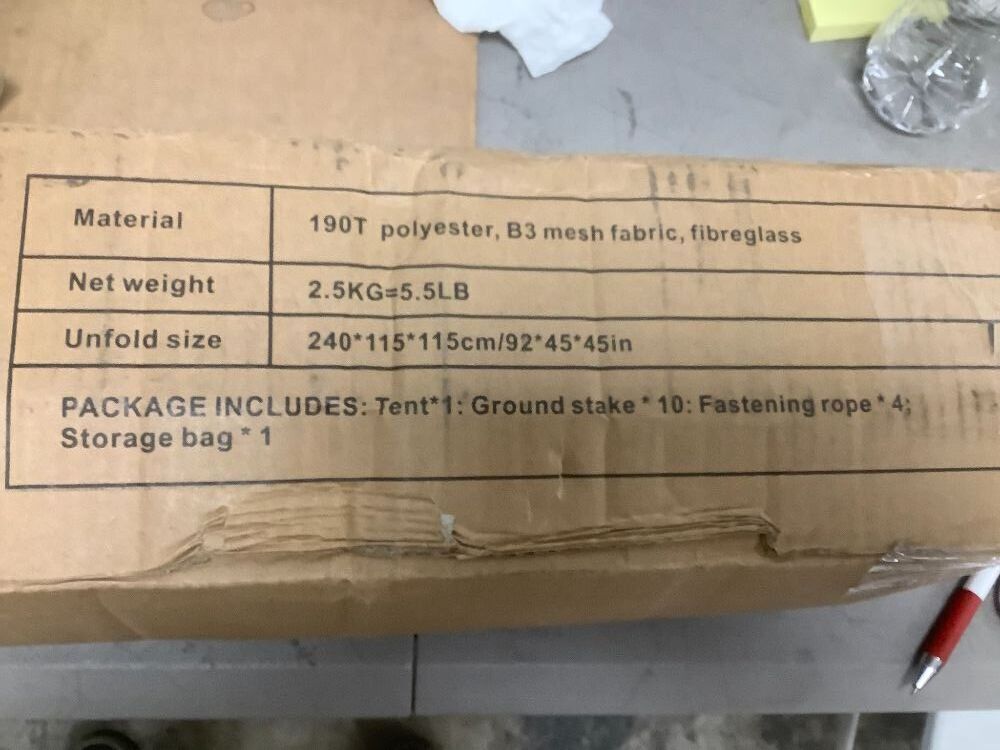 Material 190T polyester, B3 mesh fabric, fibreglass
Net weight 2.5KG=5.5LB
Unfold size 240*115*115cm/92*45*45in
PACKAGE INCLUDES: Tent*1: Ground stake * 10: Fastening rope * 4;
Storage bag * 1